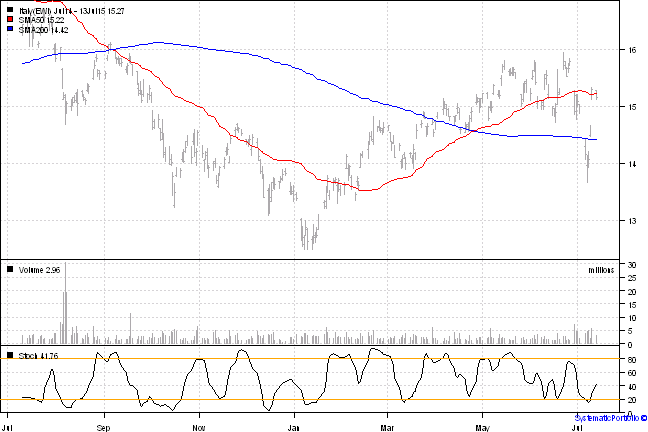 Italy(EWI) Jul14 - 13Jul15 15.27
SMA50 15.22
SMA200 14.42
16
15
14
13
Volume 2.96
millions
30
25
20
15
10
5
0
Stoch 41.76
80
60
40
20
0
Jul
Sep
Nov
Jan
Mar
May
Jul
SystematicPortfolio ©